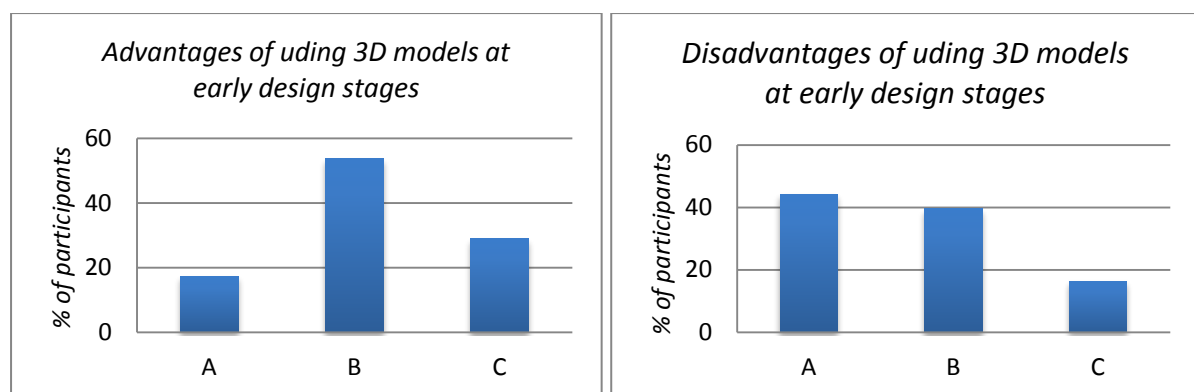 Advantages of uding 3D models at
early design stages
% of participants
60
40
20
0
A B C
Disadvantages of uding 3D models
at early design stages
% of participants
60
40
20
0
A B C